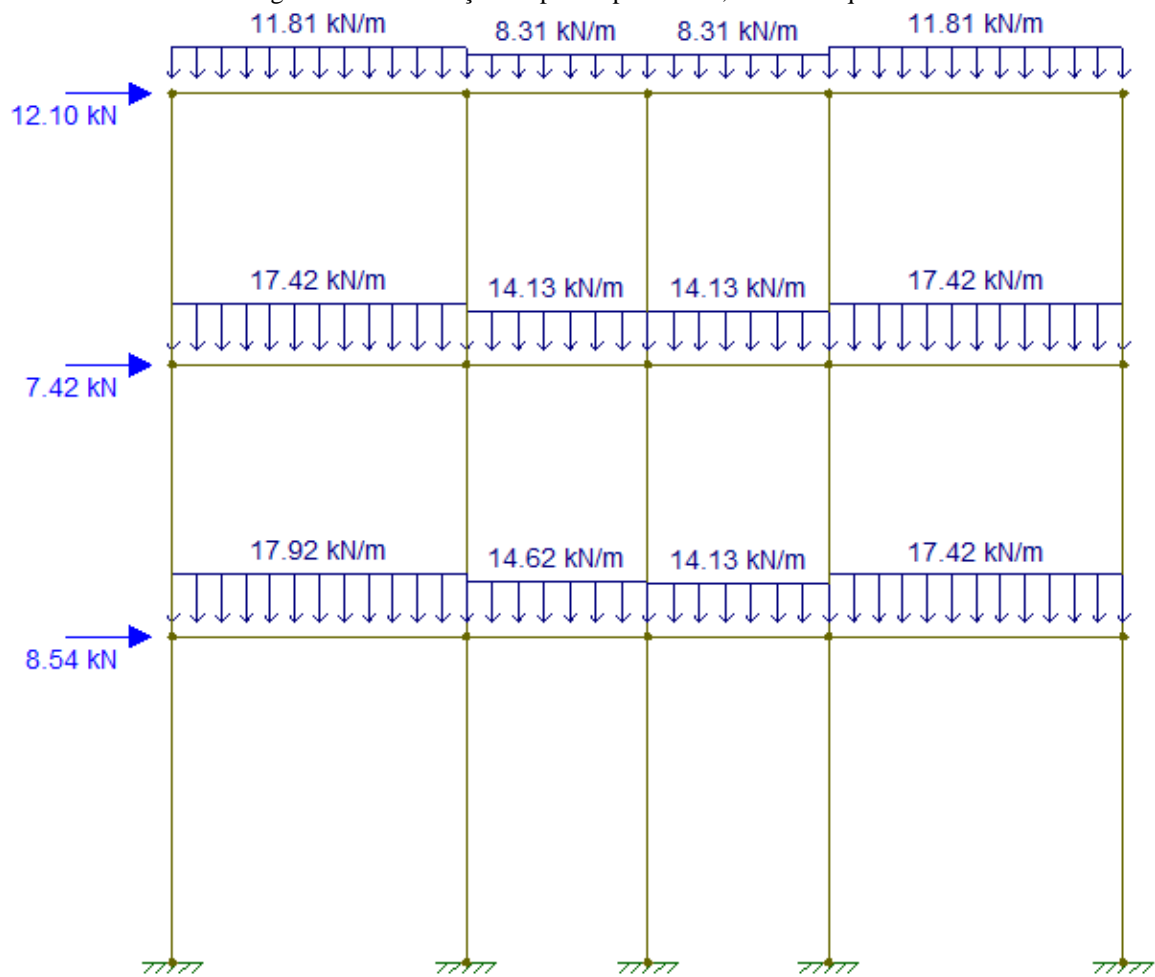 11.81 kN/m 8.31 kN/m 8.31 kN/m 11.81 kN/m
12.10 kN
17.42 kN/m 14.13 kN/m 14.13 kN/m 17.42 kN/m
7.42 kN
17.92 kN/m 14.62 kN/m 14.13 kN/m 17.42 kN/m
8.54 kN